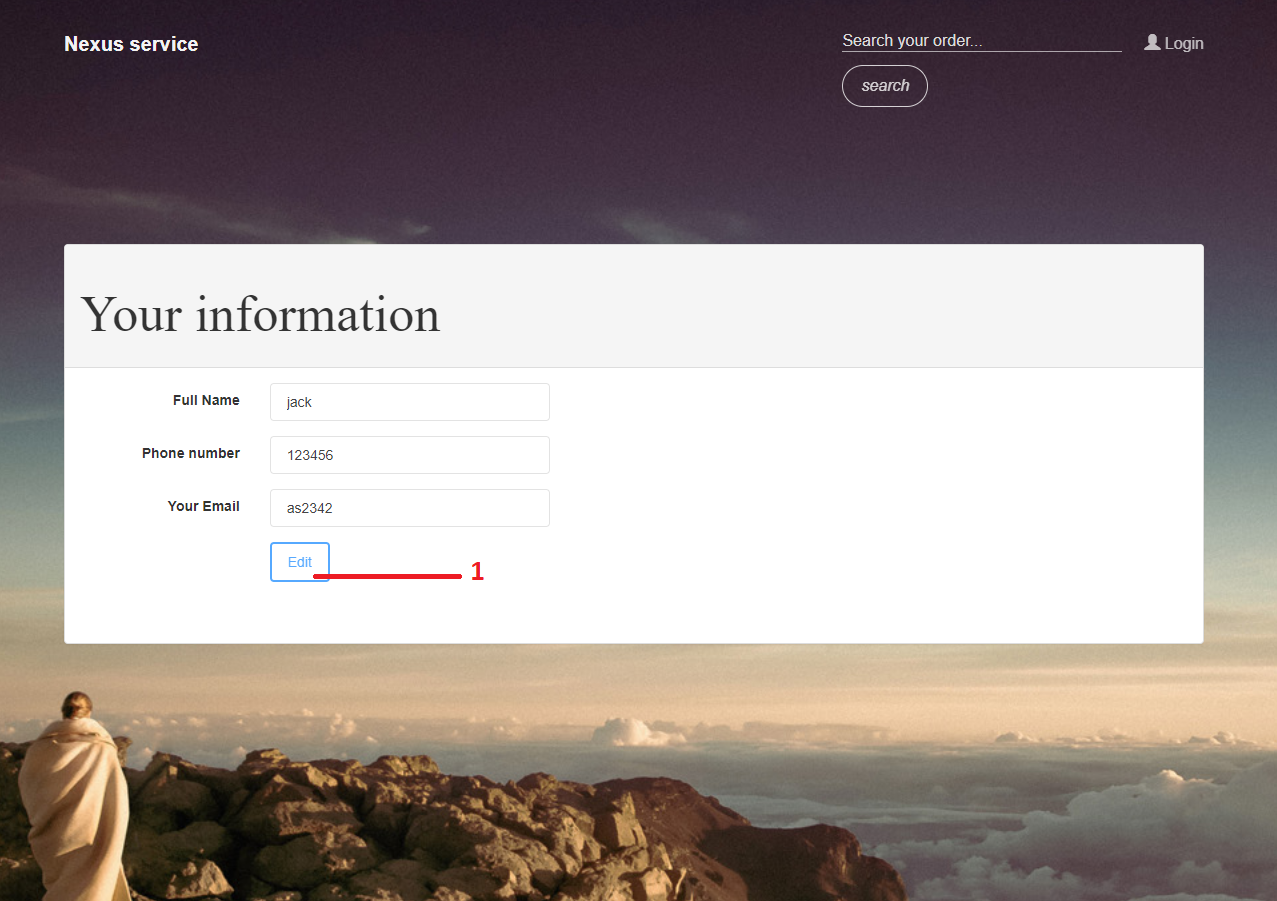 Nexus service
Search your order...
Login
search
Your information
Full Name
jack
Phone number
123456
Your Email
as2342
Edit
1